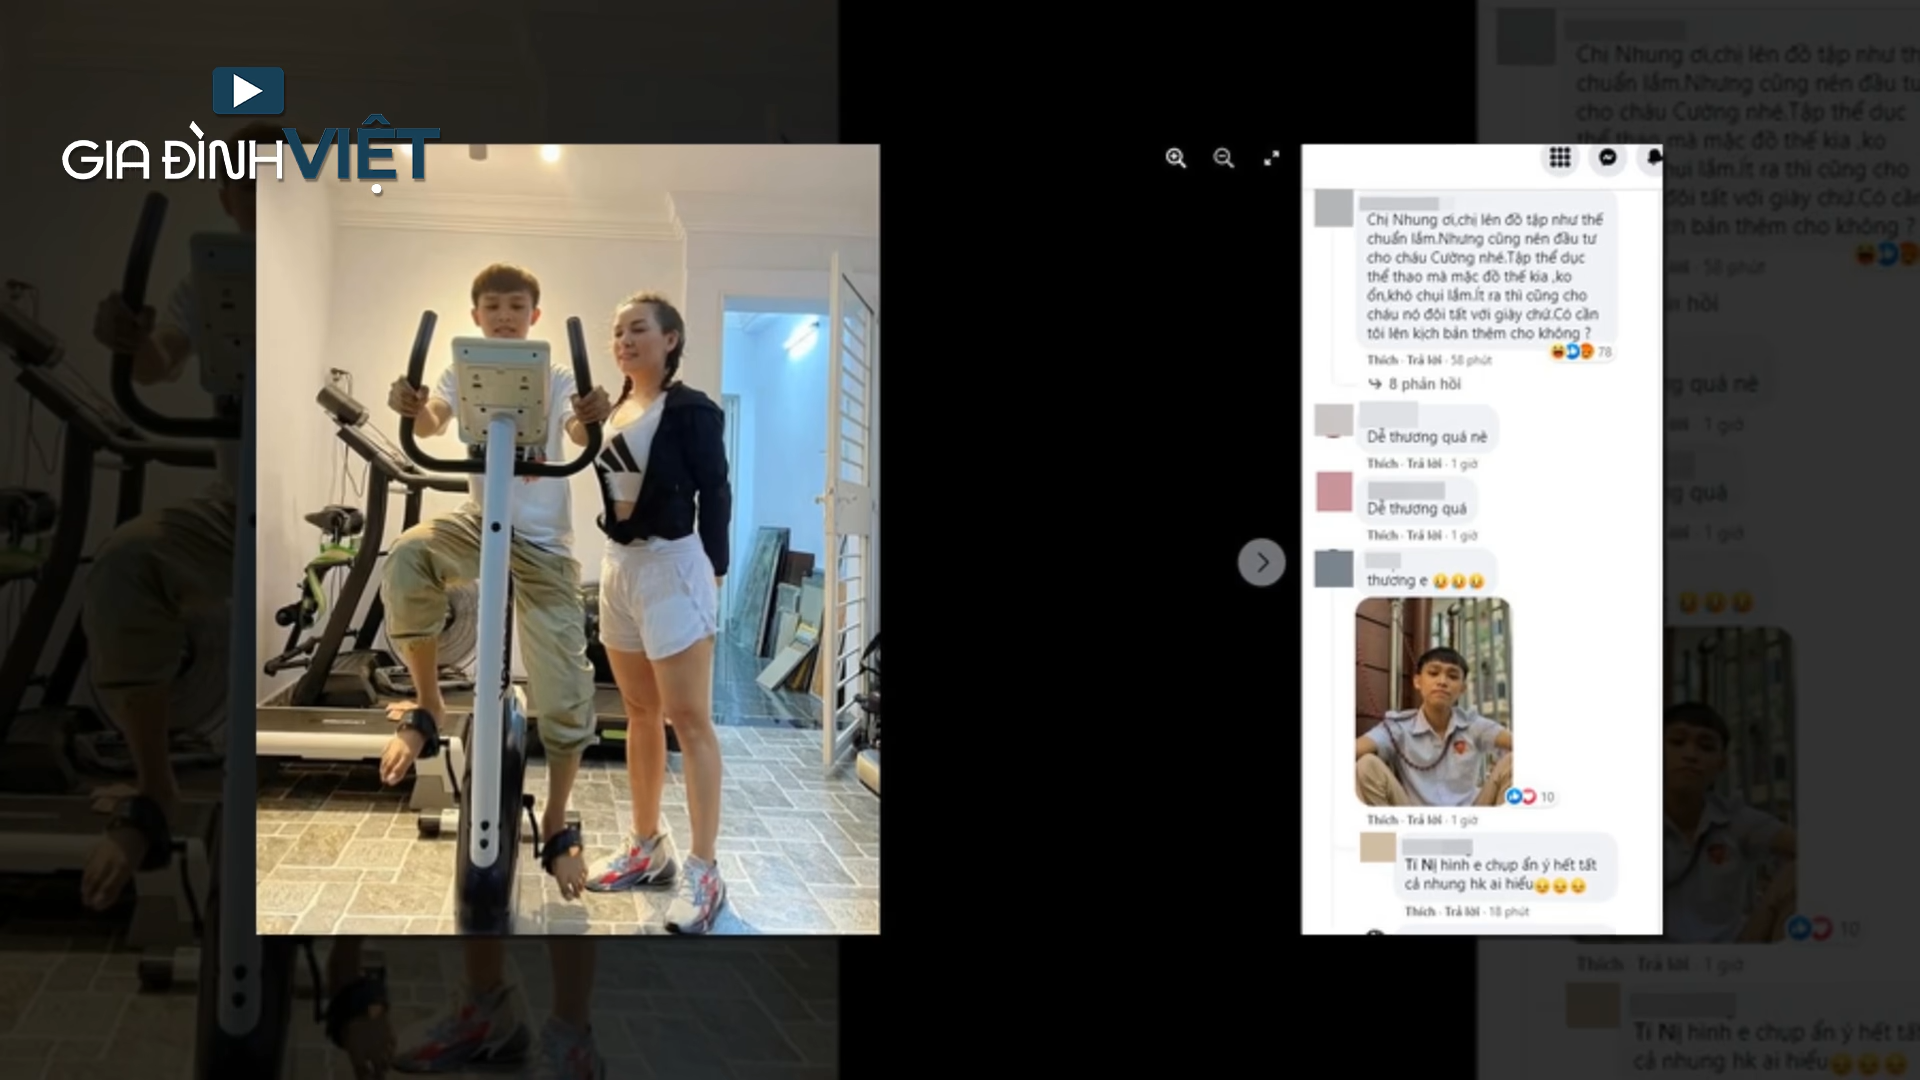 GIA ĐÌNH VIỆT
Chị Nhung ơi,chị lên đồ tập như thế
chuẩn lắm.Nhưng cũng nén đầu tư
cho cháu Cường nhé.Tập thể dục
thể thao mà mặc đồ thế kia ,ko
ổn,khó chụi lắm.Ít ra thì cũng cho
cháu nó đôi tất với giày chứ.Có cần
tôi lên kịch bản thêm cho không ?
78
Thích · Trả lời · 58 phút
8 phản hồi
Dễ thương quá nè
Thích · Trả lời · 1 giờ
Dễ thương quá
Thích · Trả lời · 1 giờ
thương e
10
Thích · Trả lời · 1 giờ
Ti Nị hình e chụp ẩn ý hết tất
cả nhung hk ai hiểu
Thích · Trả lời · 18 phút